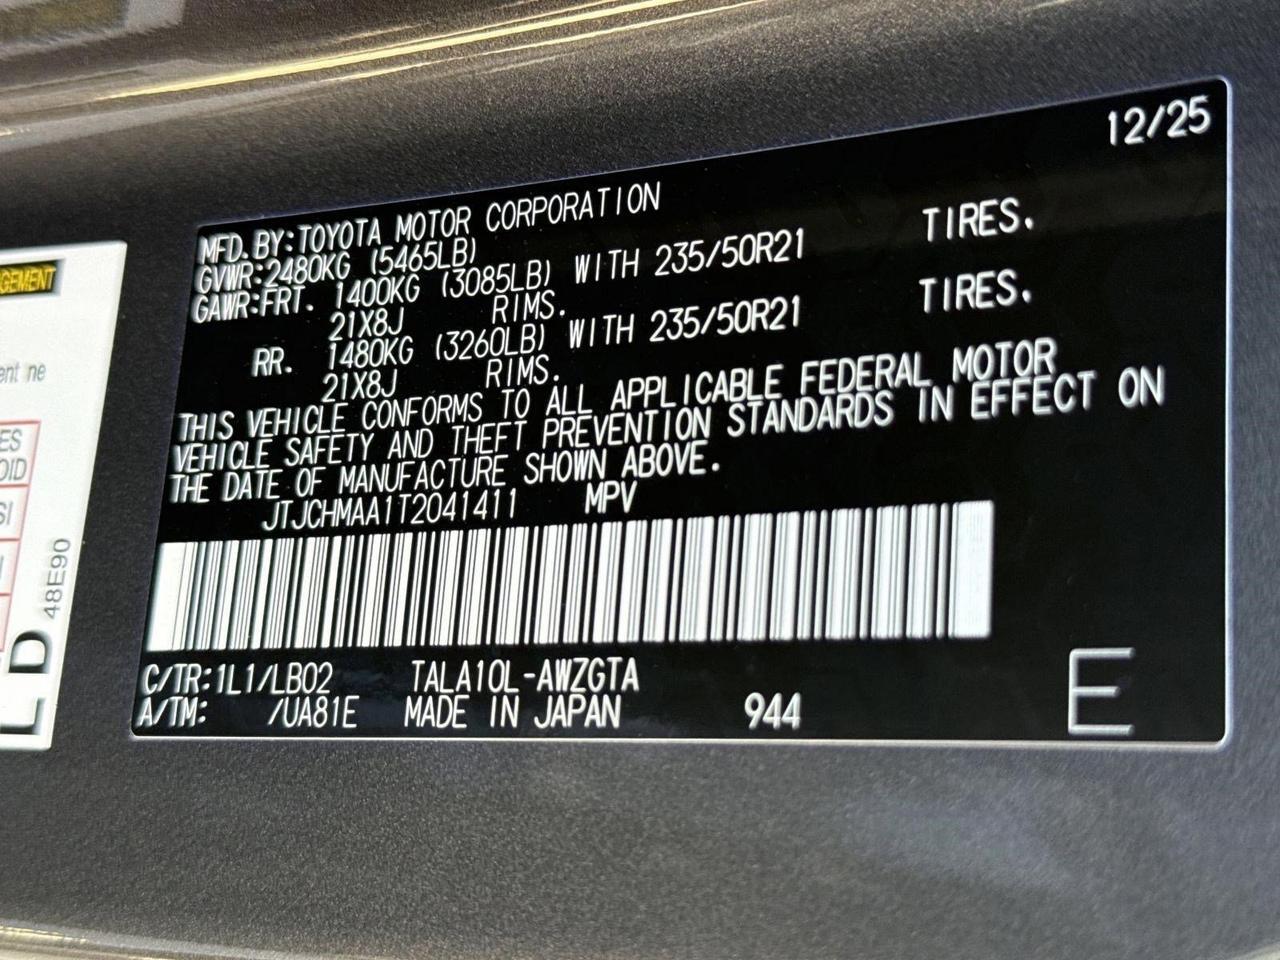 12/25
MFD.BY:TOYOTA MOTOR CORPORATION
GVWR:2480KG (5465LB)
GAWR:FRT. 1400KG (3085LB) WITH 235/50R21 TIRES.
21X8J RIMS.
RR. 1480KG (3260LB) WITH 235/50R21 TIRES.
21X8J RIMS.
THIS VEHICLE CONFORMS TO ALL APPLICABLE FEDERAL MOTOR
VEHICLE SAFETY AND THEFT PREVENTION STANDARDS IN EFFECT ON
THE DATE OF MANUFACTURE SHOWN ABOVE.
JTJCHMAA1T2041411 MPV
C/TR:1L1/LB02 TALA10L-AWZGTA
A/TM: /UA81E MADE IN JAPAN 944
E
48E90